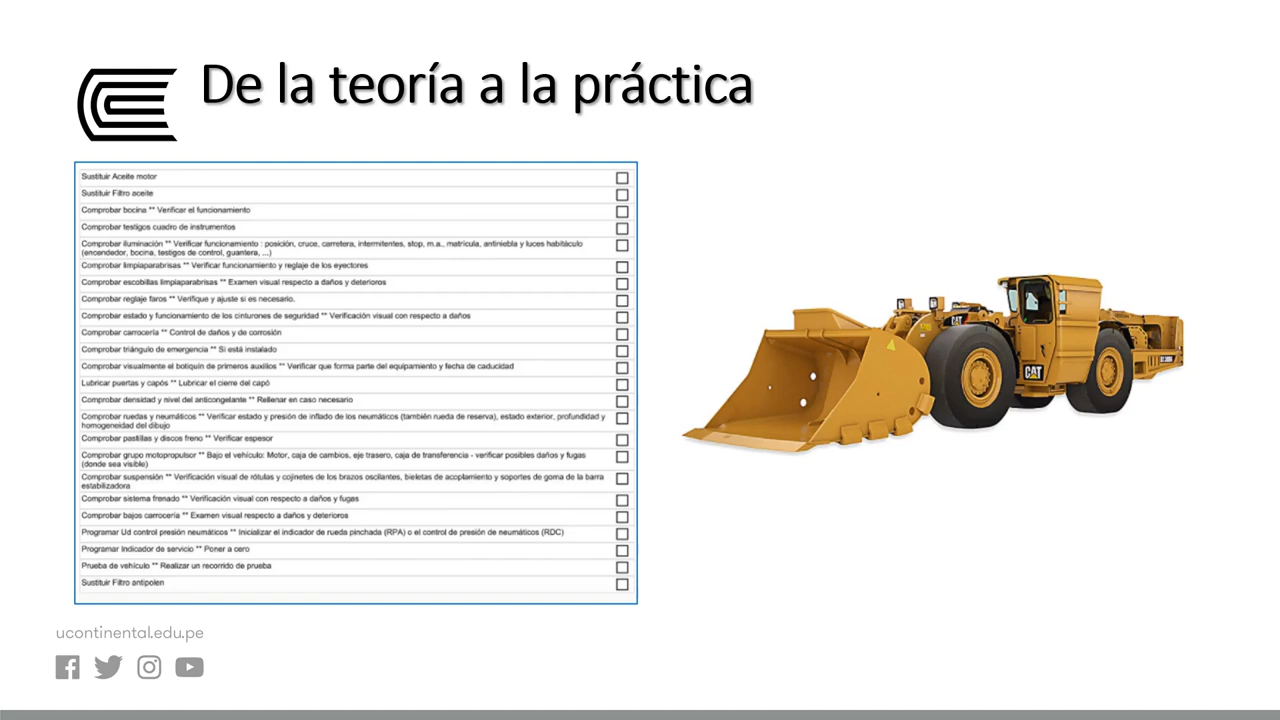 De la teoría a la práctica
Sustituir Aceite motor
Sustituir Filtro aceite
Comprobar bocina ** Verificar el funcionamiento
Comprobar testigos cuadro de instrumentos
Comprobar iluminación ** Verificar funcionamiento : posición, cruce, carretera, intermitentes, stop, m.a., matrícula, antiniebla y luces habitáculo
(encendedor, bocina, testigos de control, guantera, ...)
Comprobar limpiaparabrisas ** Verificar funcionamiento y reglaje de los eyectores
Comprobar escobillas limpiaparabrisas ** Examen visual respecto a daños y deterioros
Comprobar reglaje faros ** Verifique y ajuste si es necesario.
Comprobar estado y funcionamiento de los cinturones de seguridad ** Verificación visual con respecto a daños
Comprobar carrocería ** Control de daños y de corrosión
Comprobar triángulo de emergencia ** Si está instalado
Comprobar visualmente el botiquín de primeros auxilios ** Verificar que forma parte del equipamiento y fecha de caducidad
Lubricar puertas y capós ** Lubricar el cierre del capó
Comprobar densidad y nivel del anticongelante ** Rellenar en caso necesario
Comprobar ruedas y neumáticos ** Verificar estado y presión de inflado de los neumáticos (también rueda de reserva), estado exterior, profundidad y
homogeneidad del dibujo
Comprobar pastillas y discos freno ** Verificar espesor
Comprobar grupo motopropulsor ** Bajo el vehículo: Motor, caja de cambios, eje trasero, caja de transferencia - verificar posibles daños y fugas
(donde sea visible)
Comprobar suspensión ** Verificación visual de rótulas y cojinetes de los brazos oscilantes, bieletas de acoplamiento y soportes de goma de la barra
estabilizadora
Comprobar sistema frenado ** Verificación visual con respecto a daños y fugas
Comprobar bajos carrocería ** Examen visual respecto a daños y deterioros
Programar Ud control presión neumáticos ** Inicializar el indicador de rueda pinchada (RPA) o el control de presión de neumáticos (RDC)
Programar Indicador de servicio ** Poner a cero
Prueba de vehículo ** Realizar un recorrido de prueba
Sustituir Filtro antipolen
CAT
CAT
ucontinental.edu.pe